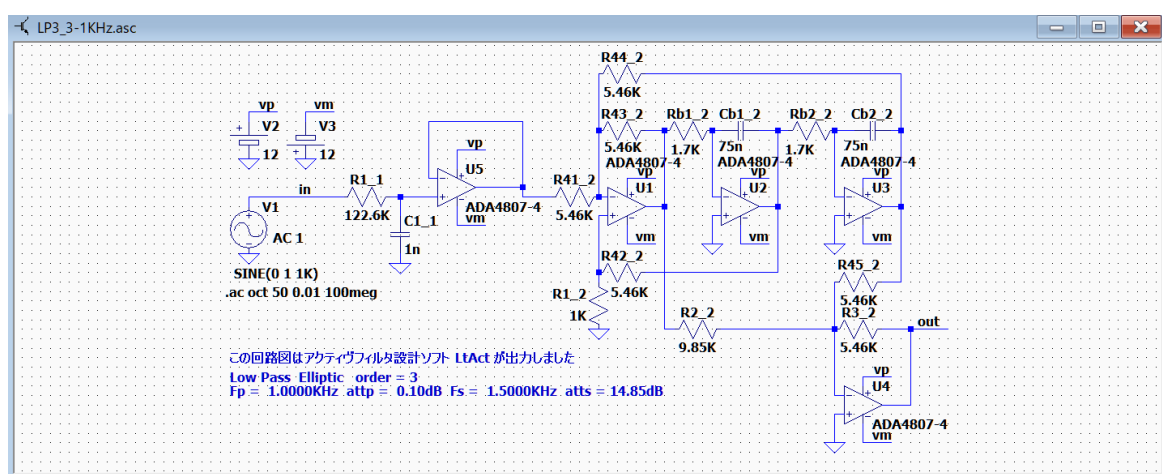 LP3_3-1KHz.asc
R44_2
5.46K
vp
vm
V2
12
V3
12
R43_2
5.46K
Rb1_2
1.7K
Cb1_2
75n
Rb2_2
1.7K
Cb2_2
75n
ADA4807-4
ADA4807-4
ADA4807-4
vp
U5
ADA4807-4
vm
in
R1_1
122.6K
C1_1
1n
V1
AC 1
SINE(0 1 1K)
.ac oct 50 0.01 100meg
R41_2
5.46K
vp
U1
vm
vp
U2
vm
vp
U3
vm
R42_2
5.46K
R1_2
1K
R2_2
9.85K
R45_2
5.46K
R3_2
5.46K
out
vp
U4
ADA4807-4
vm
この回路図はアクティヴフィルタ設計ソフト LtAct が出力しました
Low Pass Elliptic order = 3
Fp = 1.0000KHz attp = 0.10dB Fs = 1.5000KHz atts = 14.85dB